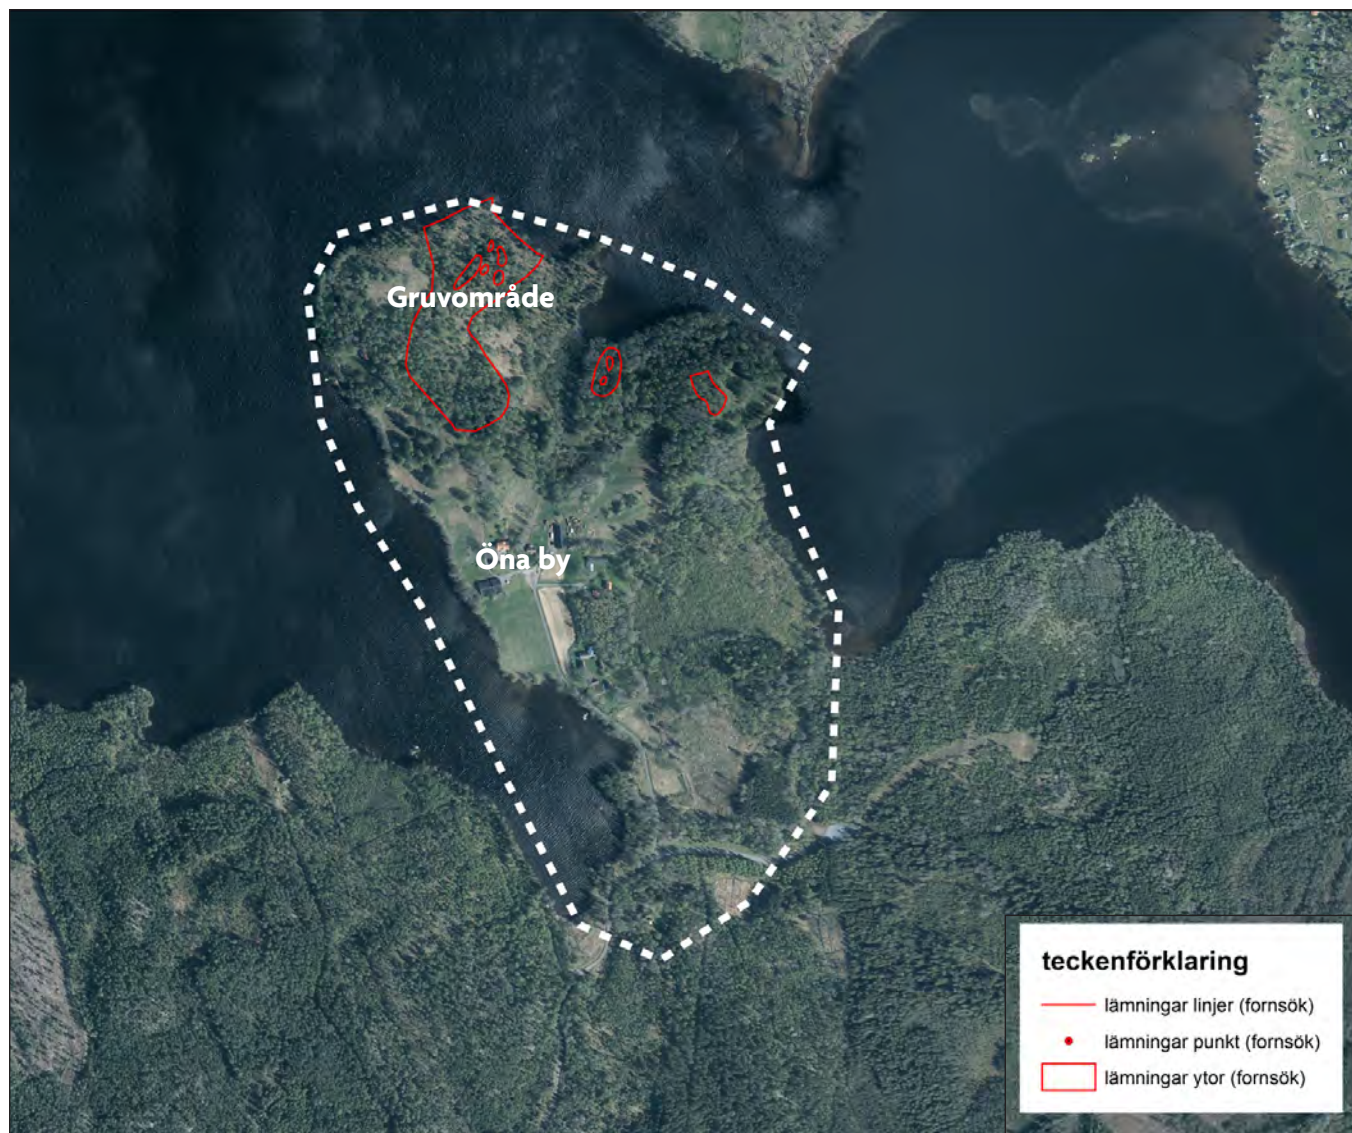 Gruvområde
Öna by
teckenförklaring
lämningar linjer (fornsök)
lämningar punkt (fornsök)
lämningar ytor (fornsök)